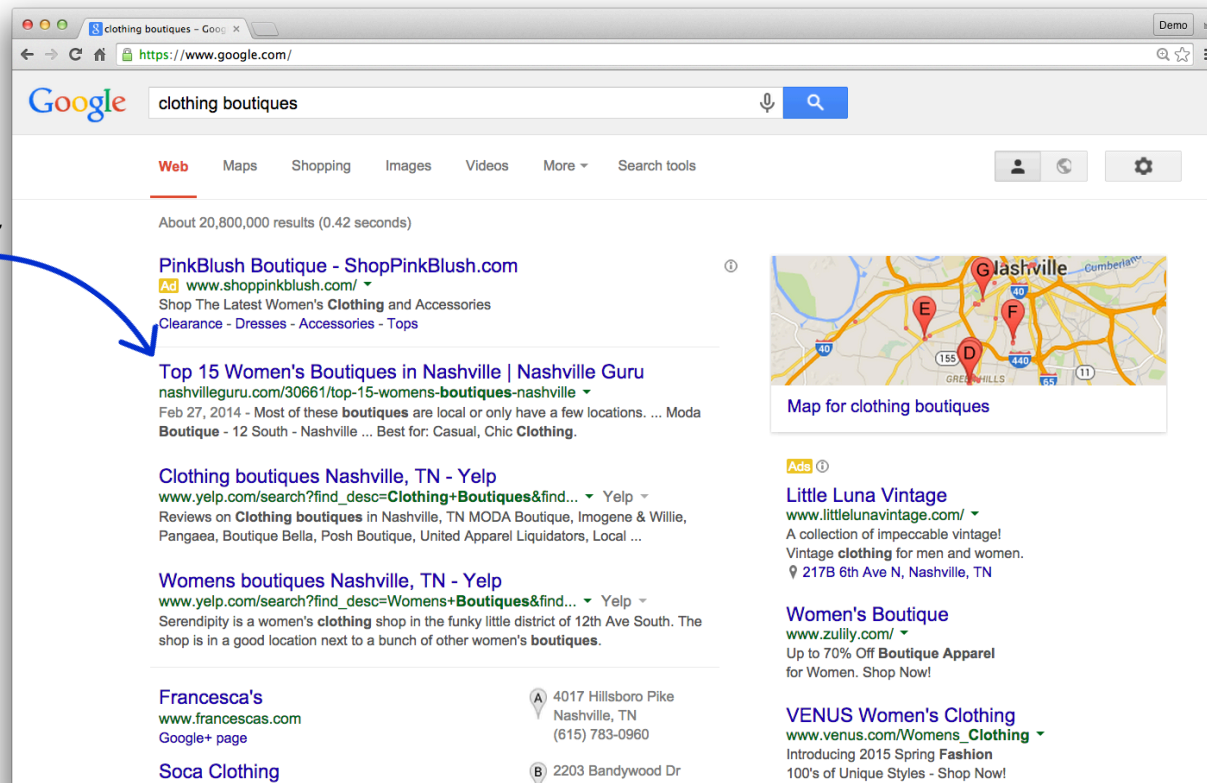 clothing boutiques - Goog
Demo
https://www.google.com/
Google
clothing boutiques
Web Maps Shopping Images Videos More Search tools
About 20,800,000 results (0.42 seconds)
PinkBlush Boutique - ShopPinkBlush.com
Ad www.shoppinkblush.com/
Shop The Latest Women's Clothing and Accessories
Clearance - Dresses - Accessories - Tops
Top 15 Women's Boutiques in Nashville | Nashville Guru
nashvilleguru.com/30661/top-15-womens-boutiques-nashville
Feb 27, 2014 - Most of these boutiques are local or only have a few locations. ... Moda
Boutique - 12 South - Nashville ... Best for: Casual, Chic Clothing.
Clothing boutiques Nashville, TN - Yelp
www.yelp.com/search?find_desc=Clothing+Boutiques&find... Yelp
Reviews on Clothing boutiques in Nashville, TN MODA Boutique, Imogene & Willie,
Pangaea, Boutique Bella, Posh Boutique, United Apparel Liquidators, Local ...
Womens boutiques Nashville, TN - Yelp
www.yelp.com/search?find_desc=Womens+Boutiques&find... Yelp
Serendipity is a women's clothing shop in the funky little district of 12th Ave South. The
shop is in a good location next to a bunch of other women's boutiques.
Francesca's
www.francescas.com
Google+ page
A 4017 Hillsboro Pike
Nashville, TN
(615) 783-0960
Soca Clothing
B 2203 Bandywood Dr
G Nashville Cumberland
40
E F
40 155 D 440
GREEN HILLS 65 11
Map for clothing boutiques
Ads
Little Luna Vintage
www.littlelunavintage.com/
A collection of impeccable vintage!
Vintage clothing for men and women.
217B 6th Ave N, Nashville, TN
Women's Boutique
www.zulily.com/
Up to 70% Off Boutique Apparel
for Women. Shop Now!
VENUS Women's Clothing
www.venus.com/Womens_Clothing
Introducing 2015 Spring Fashion
100's of Unique Styles - Shop Now!